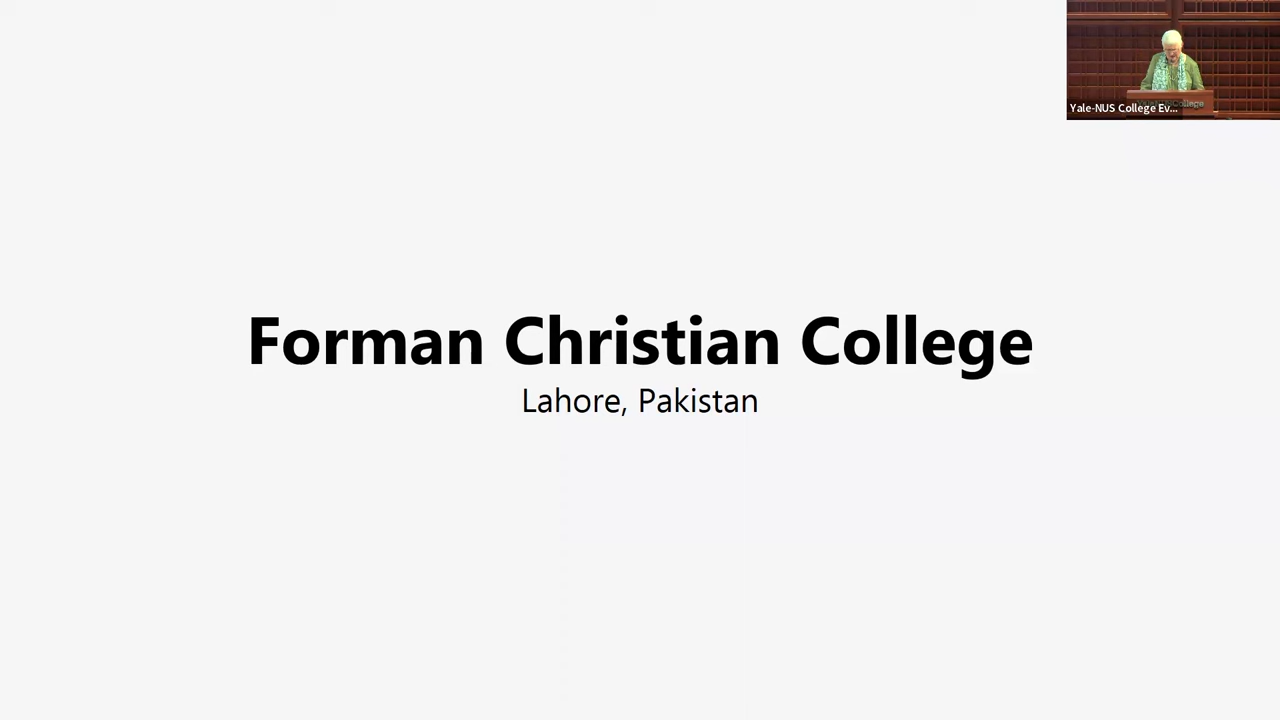 Yale-NUS College Ev...
Forman Christian College
Lahore, Pakistan